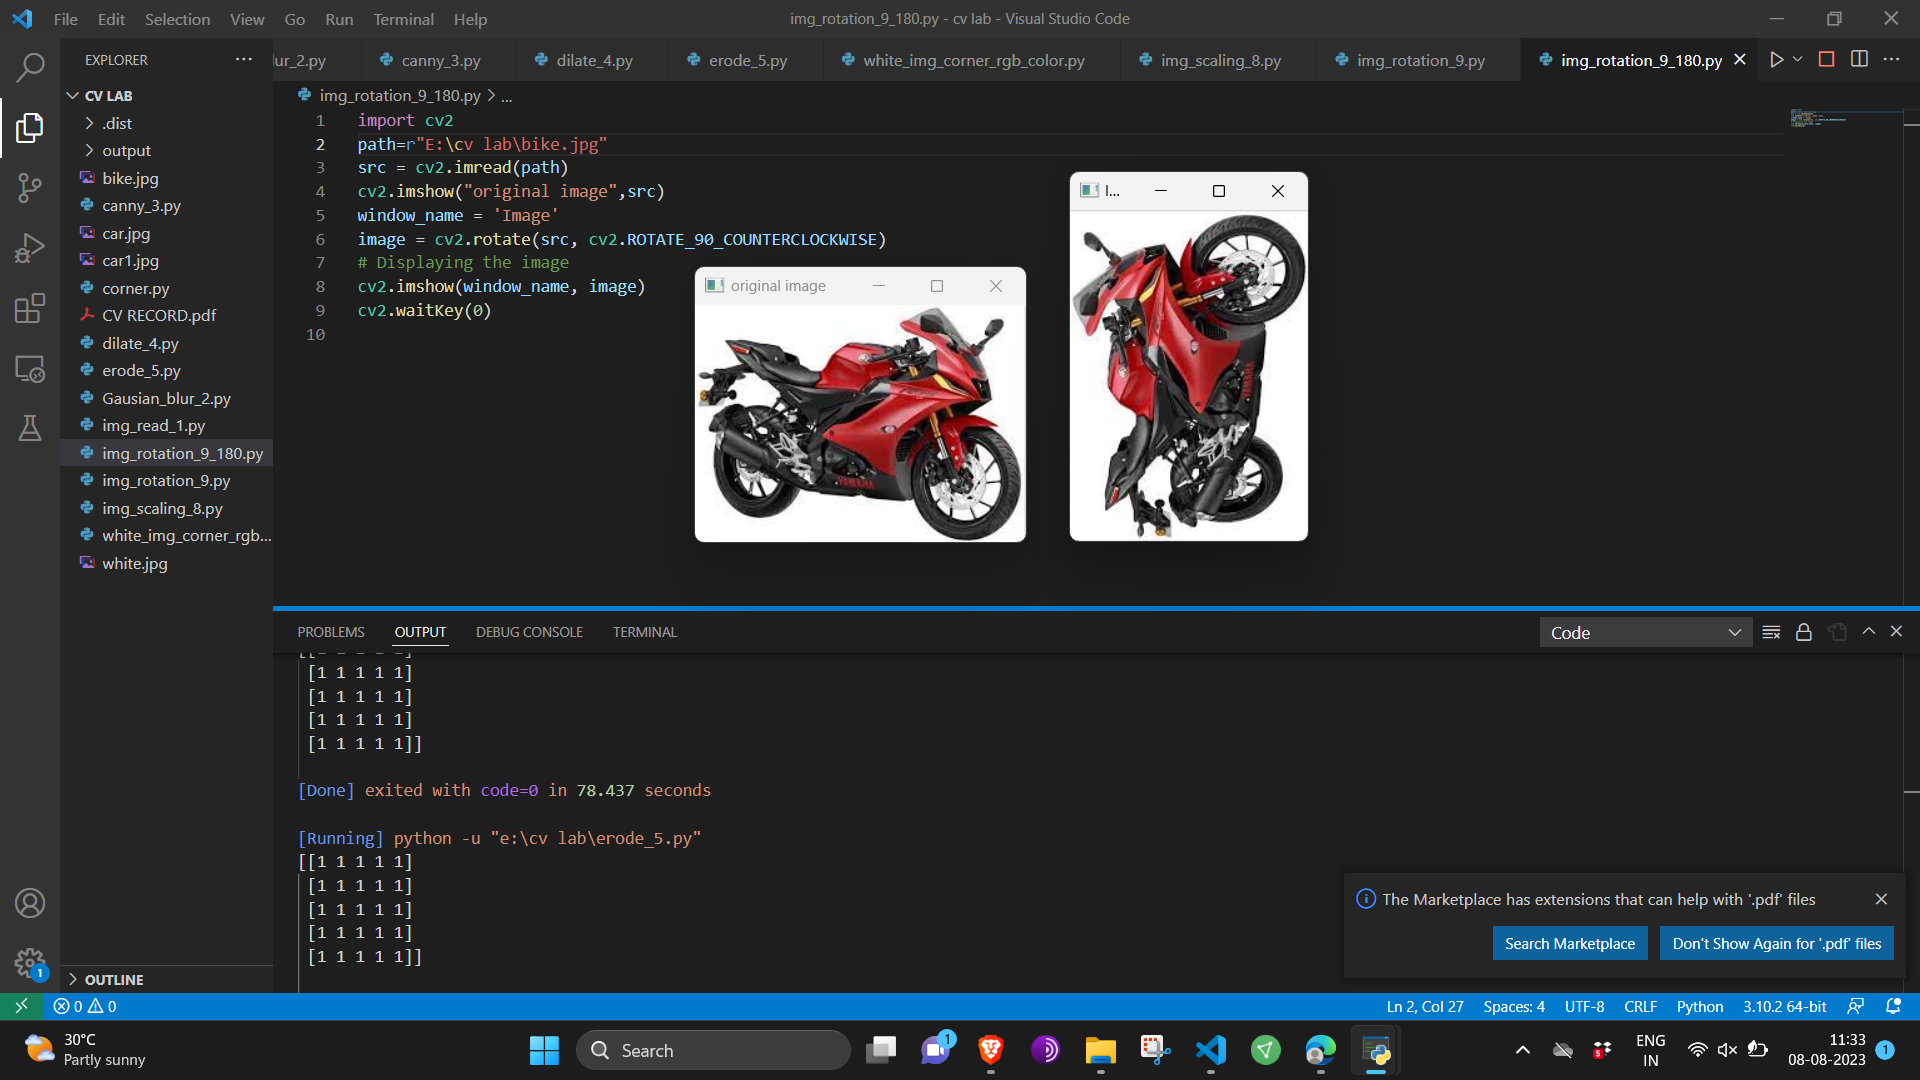 File Edit Selection View Go Run Terminal Help
img_rotation_9_180.py - cv lab - Visual Studio Code
EXPLORER
lur_2.py canny_3.py dilate_4.py erode_5.py white_img_corner_rgb_color.py img_scaling_8.py img_rotation_9.py img_rotation_9_180.py
CV LAB
.dist
output
bike.jpg
canny_3.py
car.jpg
car1.jpg
corner.py
CV RECORD.pdf
dilate_4.py
erode_5.py
Gausian_blur_2.py
img_read_1.py
img_rotation_9_180.py
img_rotation_9.py
img_scaling_8.py
white_img_corner_rgb...
white.jpg
OUTLINE
img_rotation_9_180.py > ...
1 import cv2
2 path=r"E:\cv lab\bike.jpg"
3 src = cv2.imread(path)
4 cv2.imshow("original image",src)
5 window_name = 'Image'
6 image = cv2.rotate(src, cv2.ROTATE_90_COUNTERCLOCKWISE)
7 # Displaying the image
8 cv2.imshow(window_name, image)
9 cv2.waitKey(0)
10
original image
I...
YAMAHA
PROBLEMS OUTPUT DEBUG CONSOLE TERMINAL
Code
[1 1 1 1 1]
[1 1 1 1 1]
[1 1 1 1 1]
[1 1 1 1 1]]
[Done] exited with code=0 in 78.437 seconds
[Running] python -u "e:\cv lab\erode_5.py"
[[1 1 1 1 1]
[1 1 1 1 1]
[1 1 1 1 1]
[1 1 1 1 1]
[1 1 1 1 1]]
The Marketplace has extensions that can help with '.pdf' files
Search Marketplace
Don't Show Again for '.pdf' files
1
0 0
Ln 2, Col 27 Spaces: 4 UTF-8 CRLF Python 3.10.2 64-bit
30°C
Partly sunny
Search
1
5
ENG
IN
11:33
08-08-2023
1